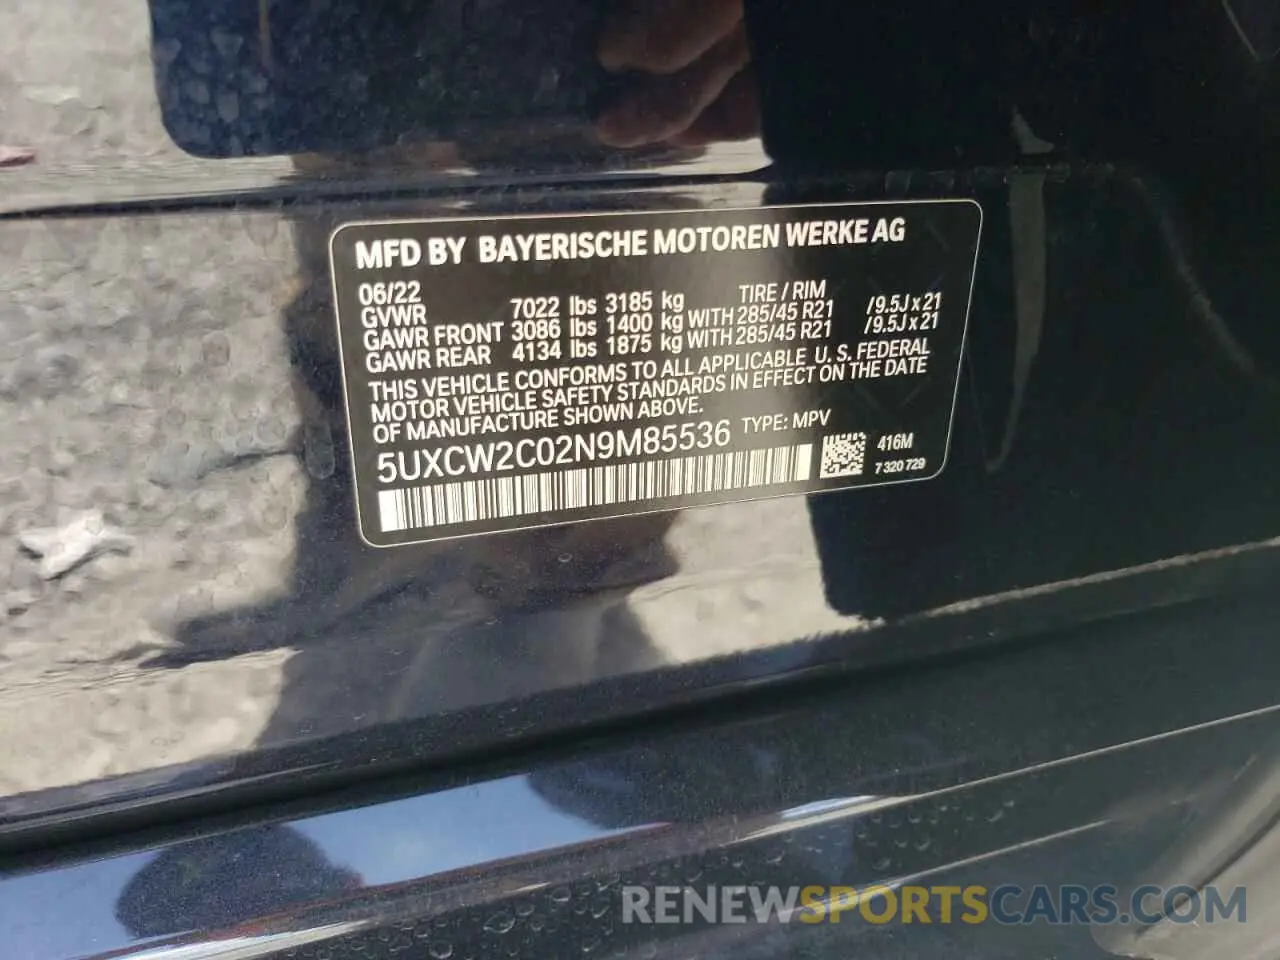 MFD BY BAYERISCHE MOTOREN WERKE AG
06/22 TIRE / RIM
GVWR 7022 lbs 3185 kg
GAWR FRONT 3086 lbs 1400 kg WITH 285/45 R21 /9.5J x 21
GAWR REAR 4134 lbs 1875 kg WITH 285/45 R21 /9.5J x 21
THIS VEHICLE CONFORMS TO ALL APPLICABLE U. S. FEDERAL
MOTOR VEHICLE SAFETY STANDARDS IN EFFECT ON THE DATE
OF MANUFACTURE SHOWN ABOVE.
5UXCW2C02N9M85536 TYPE: MPV
416M
7 320 729
RENEWSPORTSCARS.COM